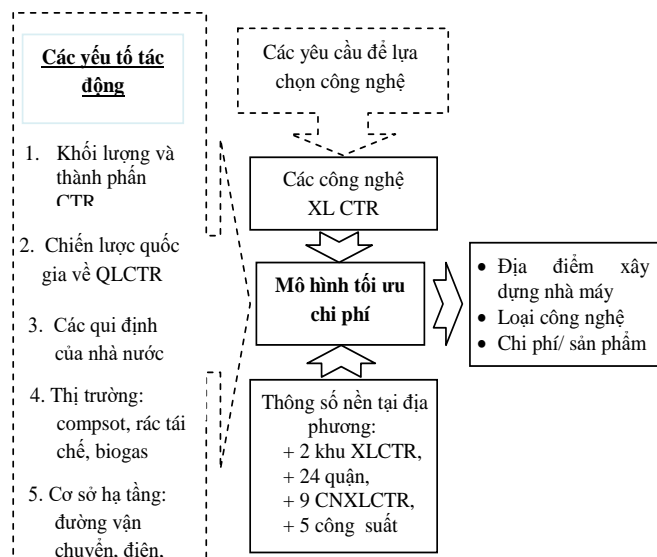 Các yếu tố tác
động
1. Khối lượng và
thành phấn
CTR
2. Chiến lược quốc
gia về QLCTR
3. Các qui định
của nhà nước
4. Thị trường:
compsot, rác tái
chế, biogas
5. Cơ sở hạ tầng:
đường vận
chuyển, điện,
Các yêu cầu để lựa
chọn công nghệ
Các công nghệ
XL CTR
Mô hình tối ưu
chi phí
Thông số nền tại địa
phương:
+ 2 khu XLCTR,
+ 24 quận,
+ 9 CNXLCTR,
+ 5 công suất
• Địa điểm xây
dựng nhà máy
• Loại công nghệ
• Chi phí/ sản phẩm